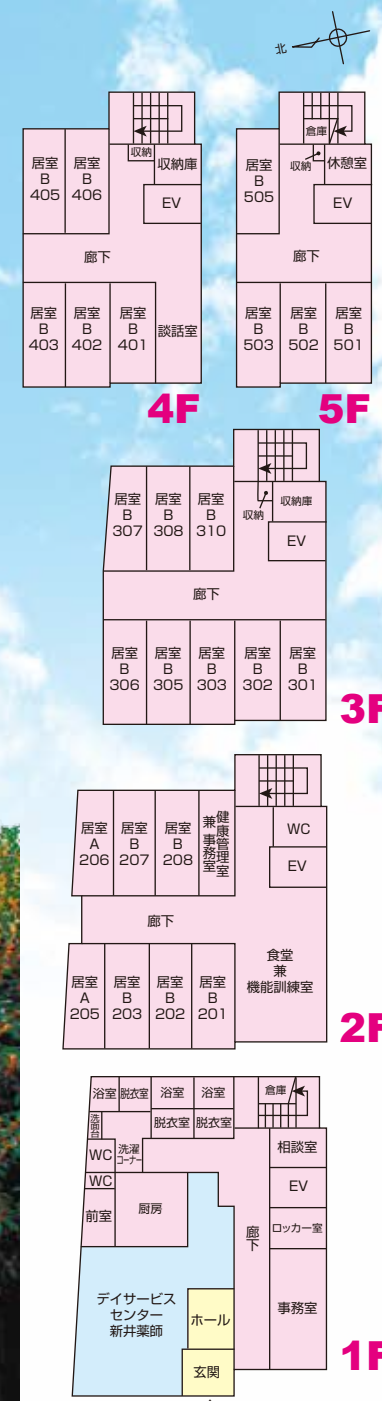 北
居室
B
405
居室
B
406
収納
収納庫
EV
廊下
居室
B
403
居室
B
402
居室
B
401
談話室
4F
倉庫
居室
B
505
収納
休憩室
EV
廊下
居室
B
503
居室
B
502
居室
B
501
5F
居室
B
307
居室
B
308
居室
B
310
収納
収納庫
EV
廊下
居室
B
306
居室
B
305
居室
B
303
居室
B
302
居室
B
301
3F
居室
A
206
居室
B
207
居室
B
208
健康管理室
兼事務室
WC
EV
廊下
食堂
兼
機能訓練室
居室
A
205
居室
B
203
居室
B
202
居室
B
201
2F
浴室
脱衣室
浴室
浴室
倉庫
洗面台
脱衣室
脱衣室
WC
洗濯
コーナー
相談室
WC
EV
前室
厨房
廊下
ロッカー室
デイサービス
センター
新井薬師
ホール
事務室
玄関
1F